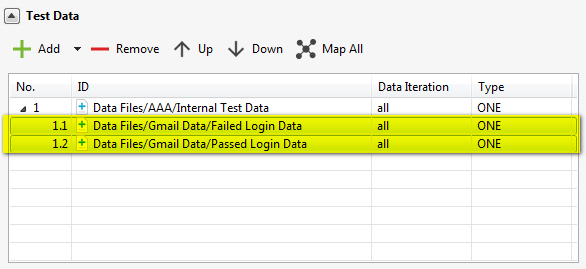 Test Data
Add Remove Up Down Map All
No. ID Data Iteration Type
1 Data Files/AAA/Internal Test Data all ONE
1.1 Data Files/Gmail Data/Failed Login Data all ONE
1.2 Data Files/Gmail Data/Passed Login Data all ONE